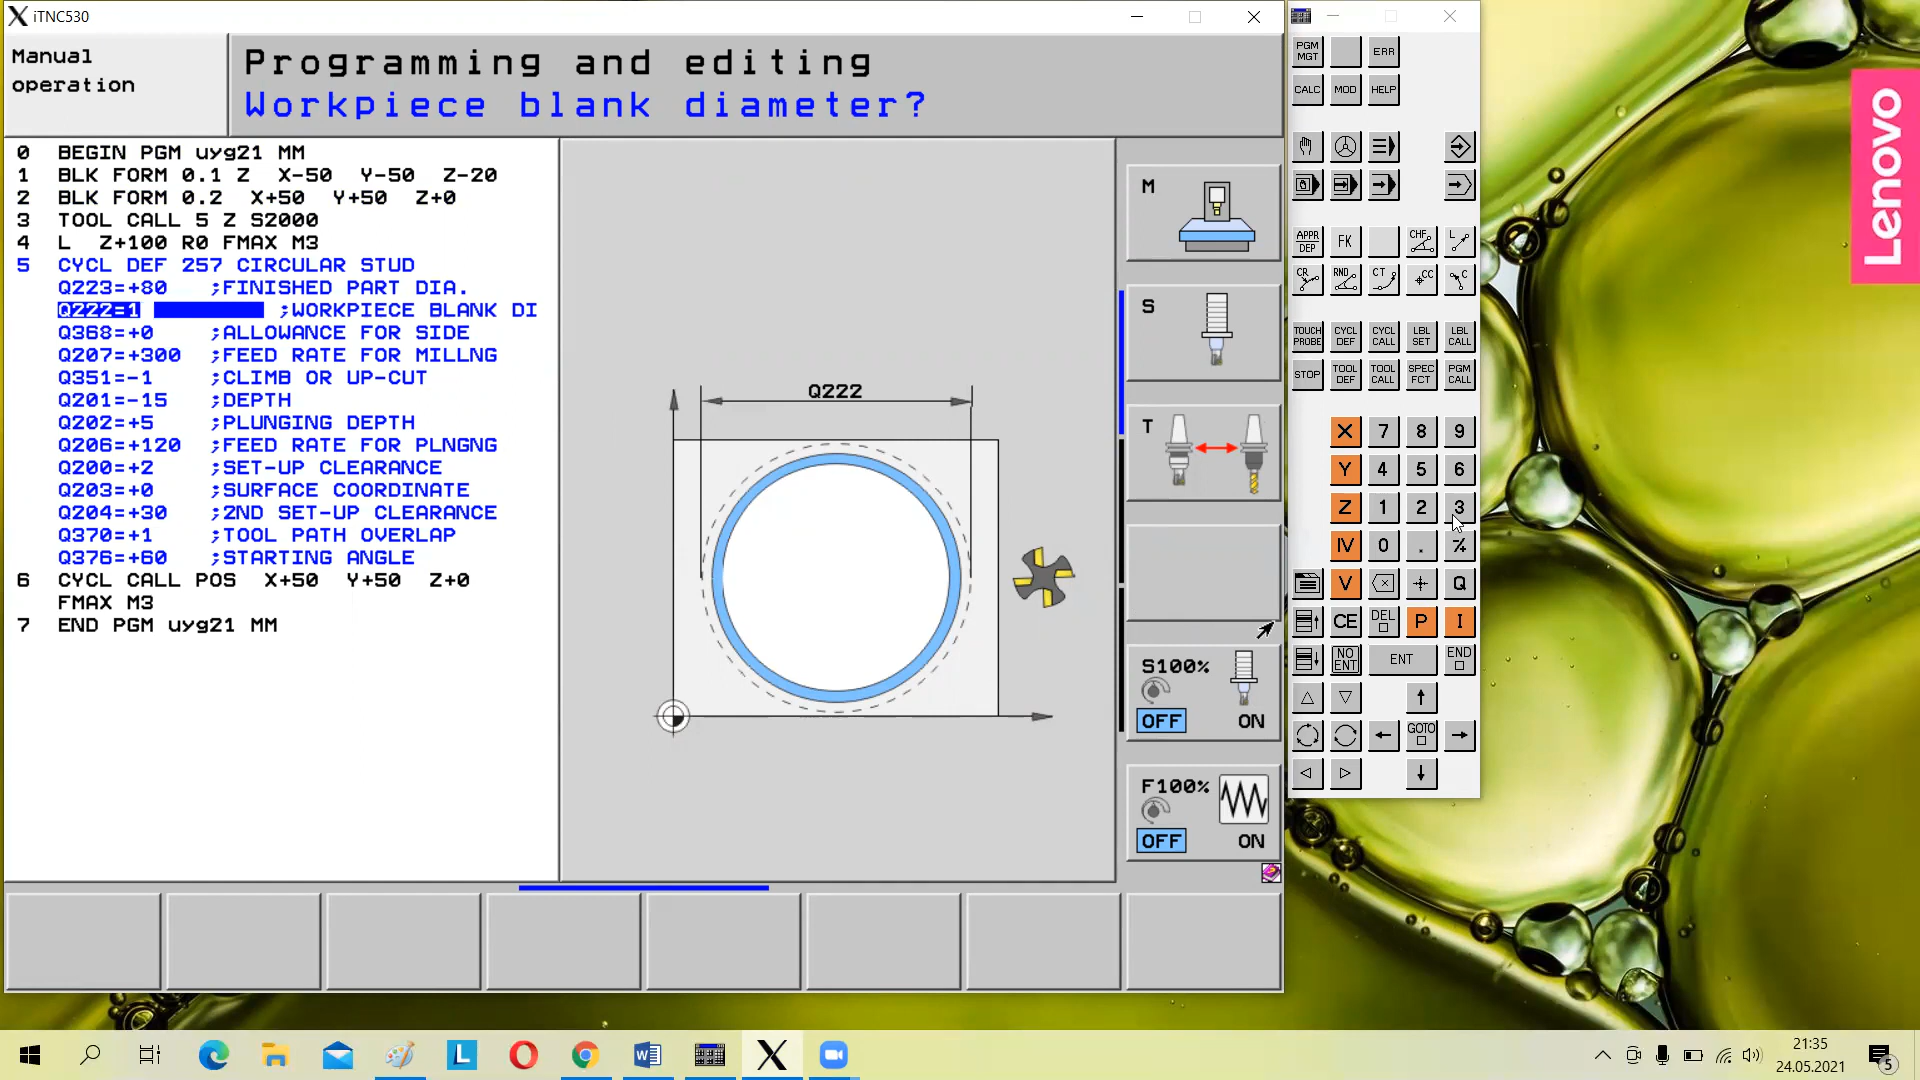 iTNC530
Manual
operation
Programming and editing
Workpiece blank diameter?
0 BEGIN PGM uyg21 MM
1 BLK FORM 0.1 Z X-50 Y-50 Z-20
2 BLK FORM 0.2 X+50 Y+50 Z+0
3 TOOL CALL 5 Z S2000
4 L Z+100 R0 FMAX M3
5 CYCL DEF 257 CIRCULAR STUD
Q223=+80 ;FINISHED PART DIA.
Q222=1 ;WORKPIECE BLANK DI
Q368=+0 ;ALLOWANCE FOR SIDE
Q207=+300 ;FEED RATE FOR MILLNG
Q351=-1 ;CLIMB OR UP-CUT
Q201=-15 ;DEPTH
Q202=+5 ;PLUNGING DEPTH
Q206=+120 ;FEED RATE FOR PLNGNG
Q200=+2 ;SET-UP CLEARANCE
Q203=+0 ;SURFACE COORDINATE
Q204=+30 ;2ND SET-UP CLEARANCE
Q370=+1 ;TOOL PATH OVERLAP
Q376=+60 ;STARTING ANGLE
6 CYCL CALL POS X+50 Y+50 Z+0
FMAX M3
7 END PGM uyg21 MM
Q222
M
S
T
S100%
OFF ON
F100%
OFF ON
PGM MGT ERR
CALC MOD HELP
APPR DEP FK CHF L
CR RND CT CC C
TOUCH PROBE CYCL DEF CYCL CALL LBL SET LBL CALL
STOP TOOL DEF TOOL CALL SPEC FCT PGM CALL
X 7 8 9
Y 4 5 6
Z 1 2 3
IV 0 .
V Q
CE DEL P I
NO ENT ENT END
GOTO
Lenovo
L
21:35
24.05.2021
5